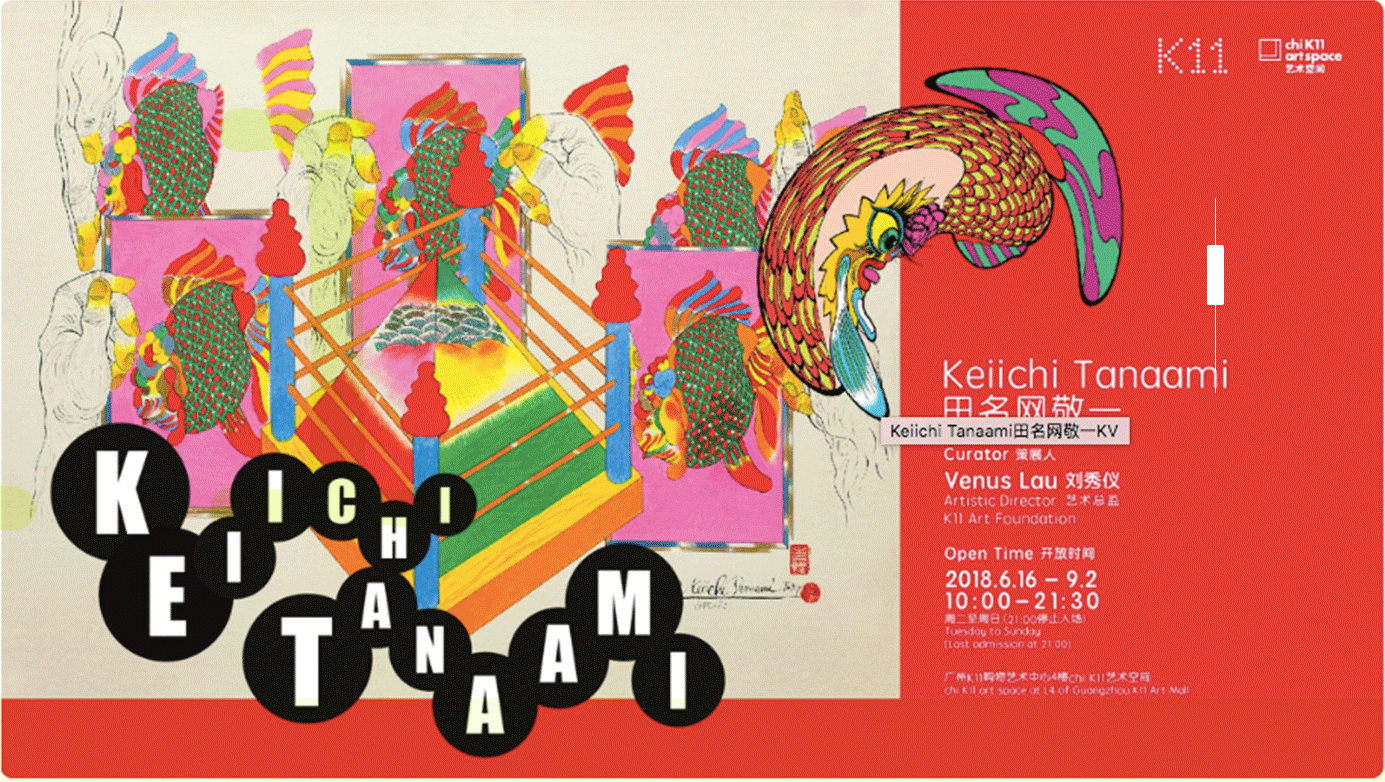 K11
chi K11
art space
艺术空间
Keiichi Tanaami
田名网敬一
Keiichi Tanaami田名网敬一KV
Curator 策展人
Venus Lau 刘秀仪
Artistic Director 艺术总监
K11 Art Foundation
Open Time 开放时间
2018.6.16 – 9.2
10:00–21:30
周二至周日(21:00停止入场)
Tuesday to Sunday
(Last admission at 21.00)
广州K11购物艺术中心4楼chi K11艺术空间
chi K11 art space at L4 of Guangzhou K11 Art Mall
KEIICHI
TANAAMI
Keiichi Tanaami